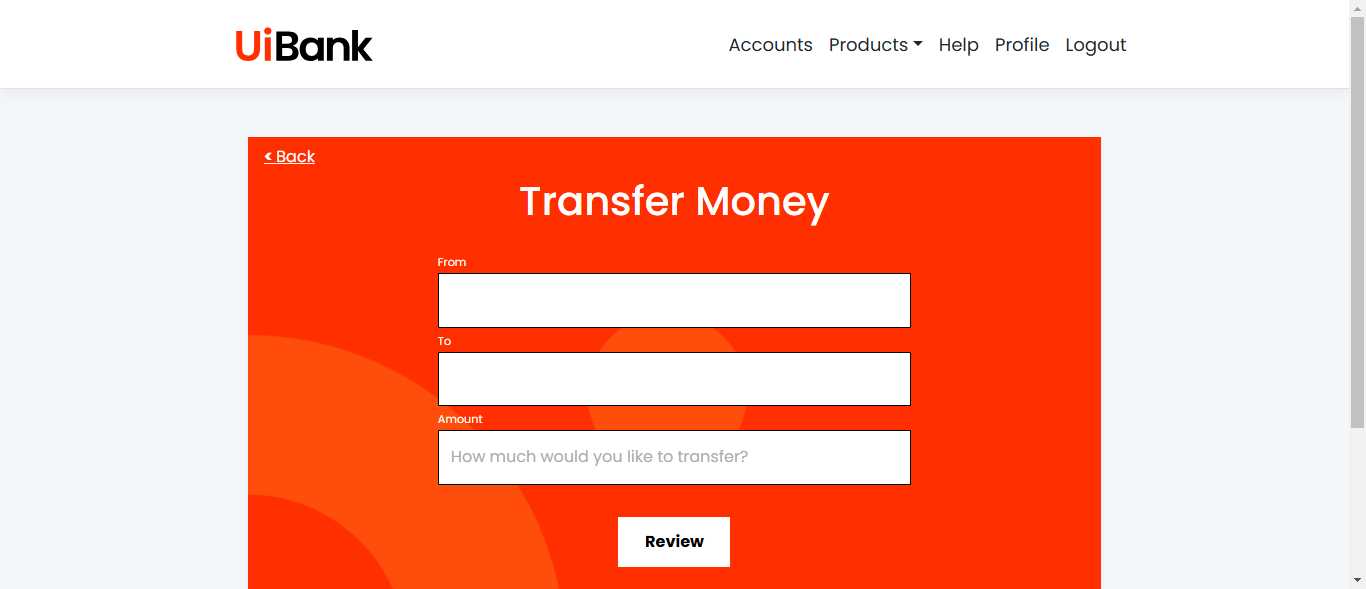 UiBank
Accounts Products Help Profile Logout
< Back
Transfer Money
From
To
Amount
How much would you like to transfer?
Review